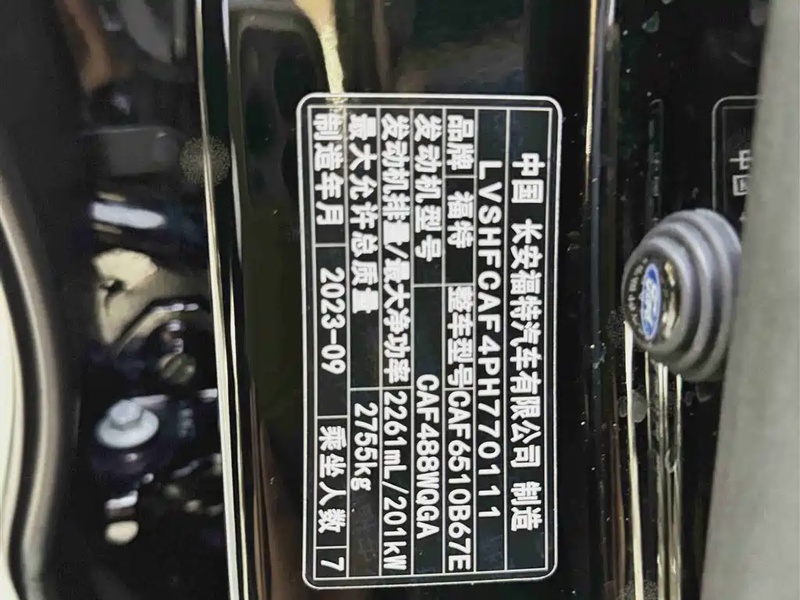 中国 长安福特汽车有限公司 制造
LVSHFCAF4PH770111
品牌 福特 整车型号 CAF6510B67E
发动机型号 CAF488WQGA
发动机排量/最大净功率 2261mL/201kW
最大允许总质量 2755kg
制造年月 2023-09 乘坐人数 7
中国
Ford